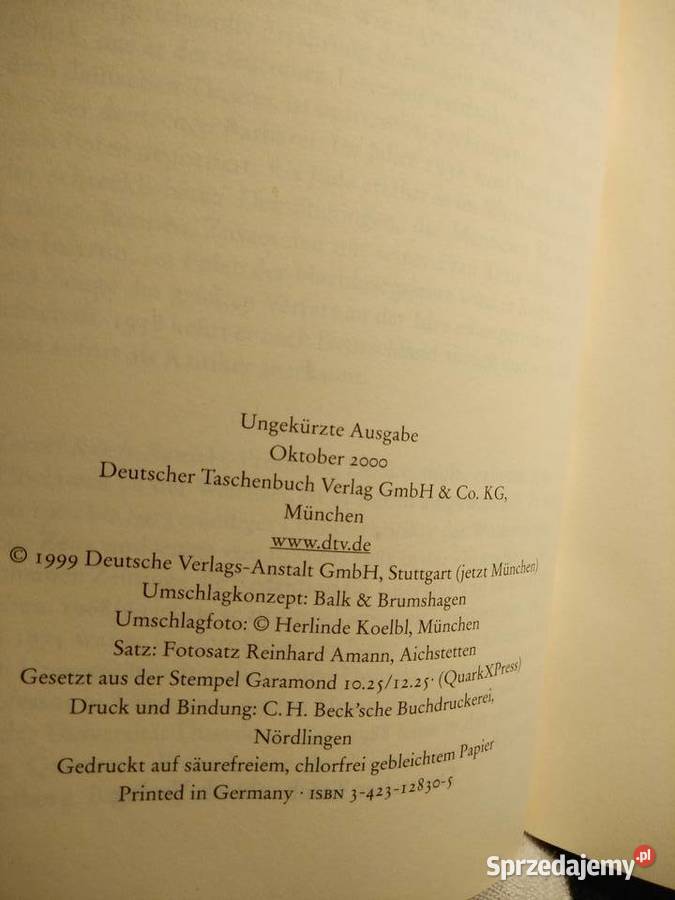 Ungekürzte Ausgabe
Oktober 2000
Deutscher Taschenbuch Verlag GmbH & Co. KG,
München
www.dtv.de
© 1999 Deutsche Verlags-Anstalt GmbH, Stuttgart (jetzt München)
Umschlagkonzept: Balk & Brumshagen
Umschlagfoto: © Herlinde Koelbl, München
Satz: Fotosatz Reinhard Amann, Aichstetten
Gesetzt aus der Stempel Garamond 10.25/12.25· (QuarkXPress)
Druck und Bindung: C. H. Beck'sche Buchdruckerei,
Nördlingen
Gedruckt auf säurefreiem, chlorfrei gebleichtem Papier
Printed in Germany · ISBN 3-423-12830-5
Sprzedajemy.pl